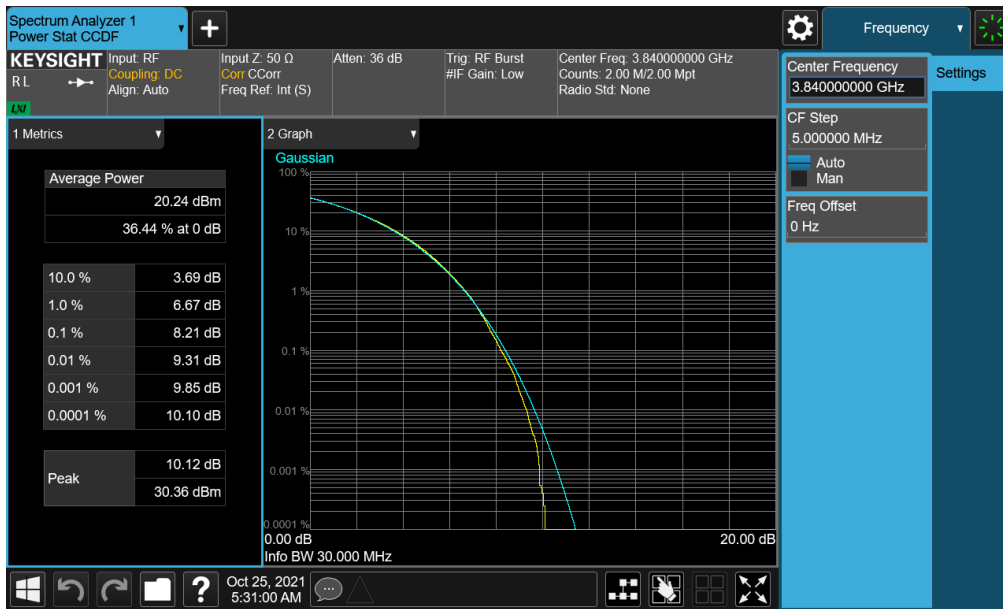 Spectrum Analyzer 1
Power Stat CCDF
Frequency
KEYSIGHT
R L
LXI
Input: RF
Coupling: DC
Align: Auto
Input Z: 50 Ω
Corr CCorr
Freq Ref: Int (S)
Atten: 36 dB
Trig: RF Burst
#IF Gain: Low
Center Freq: 3.840000000 GHz
Counts: 2.00 M/2.00 Mpt
Radio Std: None
Center Frequency
3.840000000 GHz
Settings
CF Step
5.000000 MHz
Auto
Man
Freq Offset
0 Hz
1 Metrics
Average Power
20.24 dBm
36.44 % at 0 dB
10.0 % 3.69 dB
1.0 % 6.67 dB
0.1 % 8.21 dB
0.01 % 9.31 dB
0.001 % 9.85 dB
0.0001 % 10.10 dB
Peak
10.12 dB
30.36 dBm
2 Graph
Gaussian
100 %
10 %
1 %
0.1 %
0.01 %
0.001 %
0.0001 %
0.00 dB 20.00 dB
Info BW 30.000 MHz
?
Oct 25, 2021
5:31:00 AM